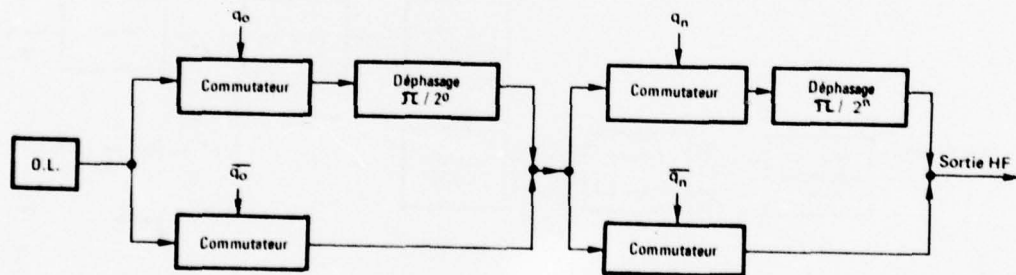 q₀
qₙ
Commutateur
Déphasage
π / 2⁰
Commutateur
Déphasage
π / 2ⁿ
O.L.
Sortie HF
q̅₀
q̅ₙ
Commutateur
Commutateur